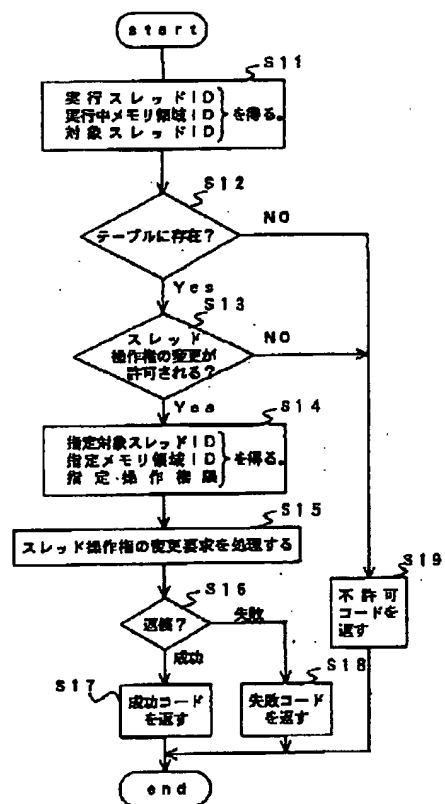 start
S11
実行スレッドID
実行中メモリ領域ID を得る。
対象スレッドID
S12
テーブルに存在?
NO
Yes
S13
スレッド
操作権の変更が
許可される?
NO
Yes
S14
指定対象スレッドID
指定メモリ領域ID を得る。
指定操作権限
S15
スレッド操作権の変更要求を処理する
S16
返値?
失敗
成功
S17
成功コード
を返す
S18
失敗コード
を返す
S19
不許可
コードを
返す
end